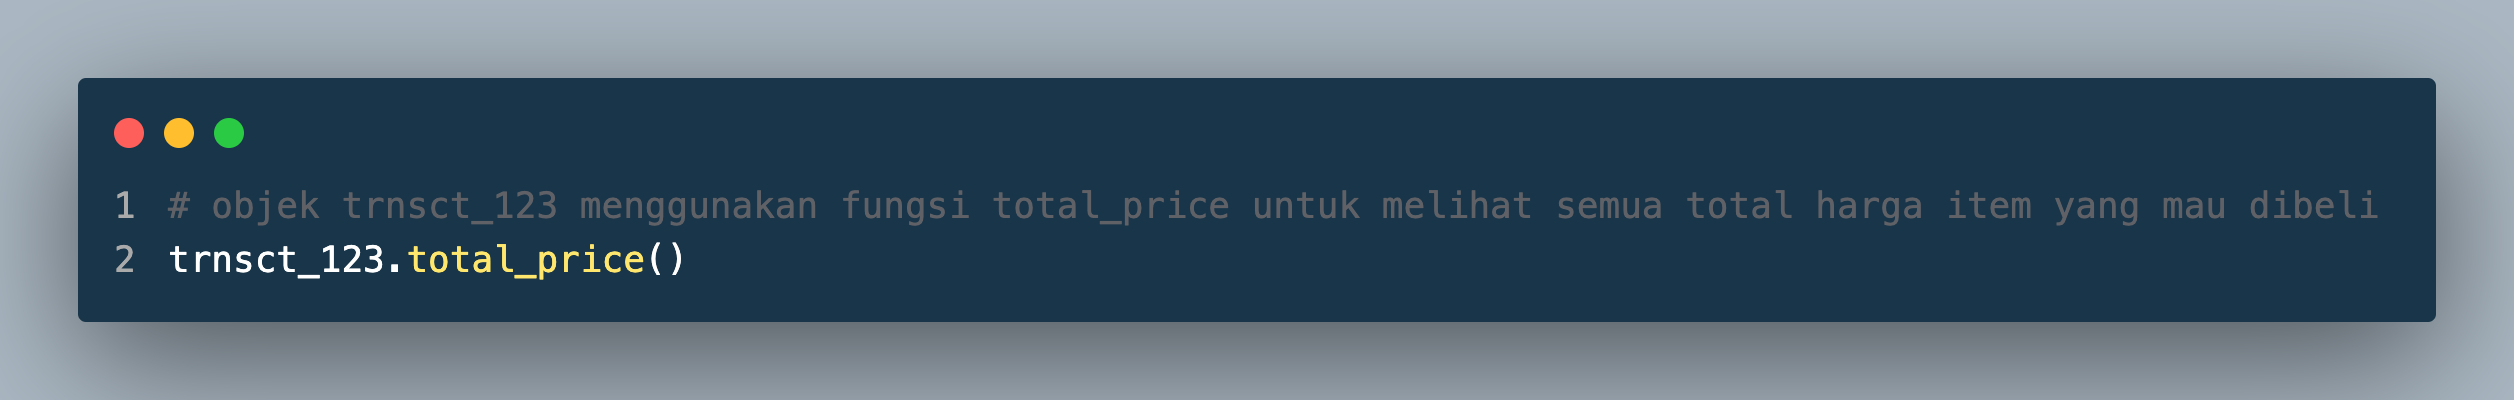 1 # objek trnsct_123 menggunakan fungsi total_price untuk melihat semua total harga item yang mau dibeli
2 trnsct_123.total_price()